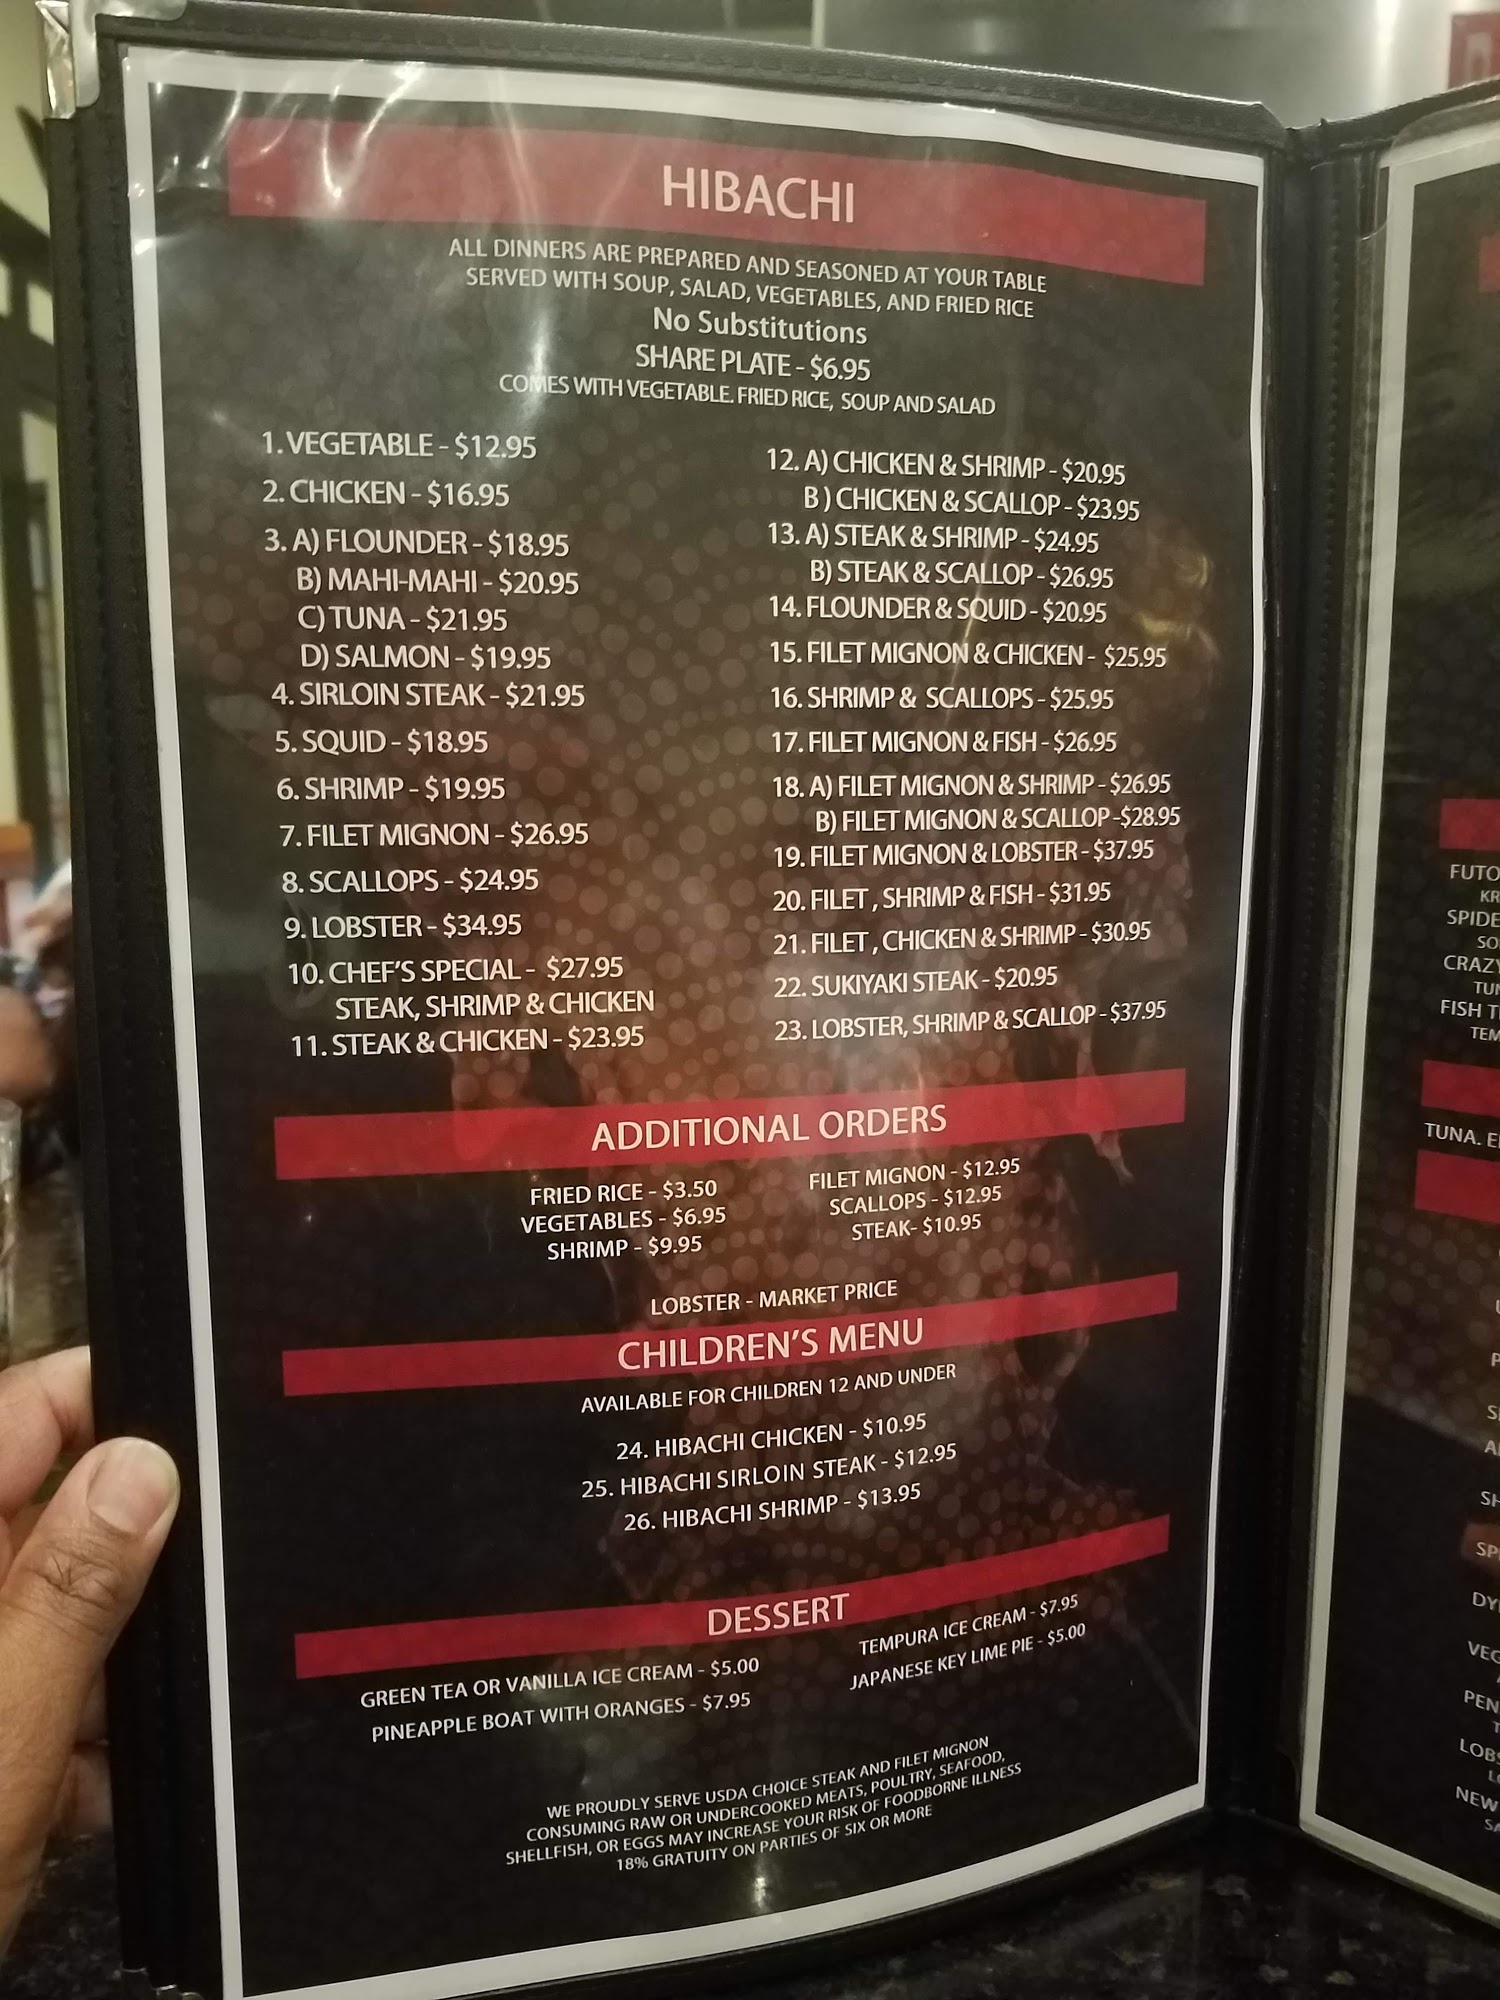 HIBACHI
ALL DINNERS ARE PREPARED AND SEASONED AT YOUR TABLE
SERVED WITH SOUP, SALAD, VEGETABLES, AND FRIED RICE
No Substitutions
SHARE PLATE - $6.95
COMES WITH VEGETABLE. FRIED RICE, SOUP AND SALAD
1. VEGETABLE - $12.95
2. CHICKEN - $16.95
3. A) FLOUNDER - $18.95
B) MAHI-MAHI - $20.95
C) TUNA - $21.95
D) SALMON - $19.95
4. SIRLOIN STEAK - $21.95
5. SQUID - $18.95
6. SHRIMP - $19.95
7. FILET MIGNON - $26.95
8. SCALLOPS - $24.95
9. LOBSTER - $34.95
10. CHEF'S SPECIAL - $27.95
STEAK, SHRIMP & CHICKEN
11. STEAK & CHICKEN - $23.95
12. A) CHICKEN & SHRIMP - $20.95
B) CHICKEN & SCALLOP - $23.95
13. A) STEAK & SHRIMP - $24.95
B) STEAK & SCALLOP - $26.95
14. FLOUNDER & SQUID - $20.95
15. FILET MIGNON & CHICKEN - $25.95
16. SHRIMP & SCALLOPS - $25.95
17. FILET MIGNON & FISH - $26.95
18. A) FILET MIGNON & SHRIMP - $26.95
B) FILET MIGNON & SCALLOP -$28.95
19. FILET MIGNON & LOBSTER - $37.95
20. FILET , SHRIMP & FISH - $31.95
21. FILET , CHICKEN & SHRIMP - $30.95
22. SUKIYAKI STEAK - $20.95
23. LOBSTER, SHRIMP & SCALLOP - $37.95
ADDITIONAL ORDERS
FRIED RICE - $3.50
VEGETABLES - $6.95
SHRIMP - $9.95
FILET MIGNON - $12.95
SCALLOPS - $12.95
STEAK- $10.95
LOBSTER - MARKET PRICE
CHILDREN'S MENU
AVAILABLE FOR CHILDREN 12 AND UNDER
24. HIBACHI CHICKEN - $10.95
25. HIBACHI SIRLOIN STEAK - $12.95
26. HIBACHI SHRIMP - $13.95
DESSERT
GREEN TEA OR VANILLA ICE CREAM - $5.00
PINEAPPLE BOAT WITH ORANGES - $7.95
TEMPURA ICE CREAM - $7.95
JAPANESE KEY LIME PIE - $5.00
WE PROUDLY SERVE USDA CHOICE STEAK AND FILET MIGNON
CONSUMING RAW OR UNDERCOOKED MEATS, POULTRY, SEAFOOD,
SHELLFISH, OR EGGS MAY INCREASE YOUR RISK OF FOODBORNE ILLNESS
18% GRATUITY ON PARTIES OF SIX OR MORE
CRAZY
TUNA.
NEW